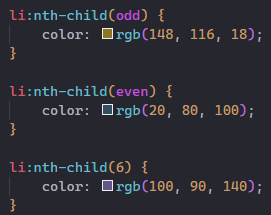 li:nth-child(odd) {
    color: rgb(148, 116, 18);
}
li:nth-child(even) {
    color: rgb(20, 80, 100);
}
li:nth-child(6) {
    color: rgb(100, 90, 140);
}